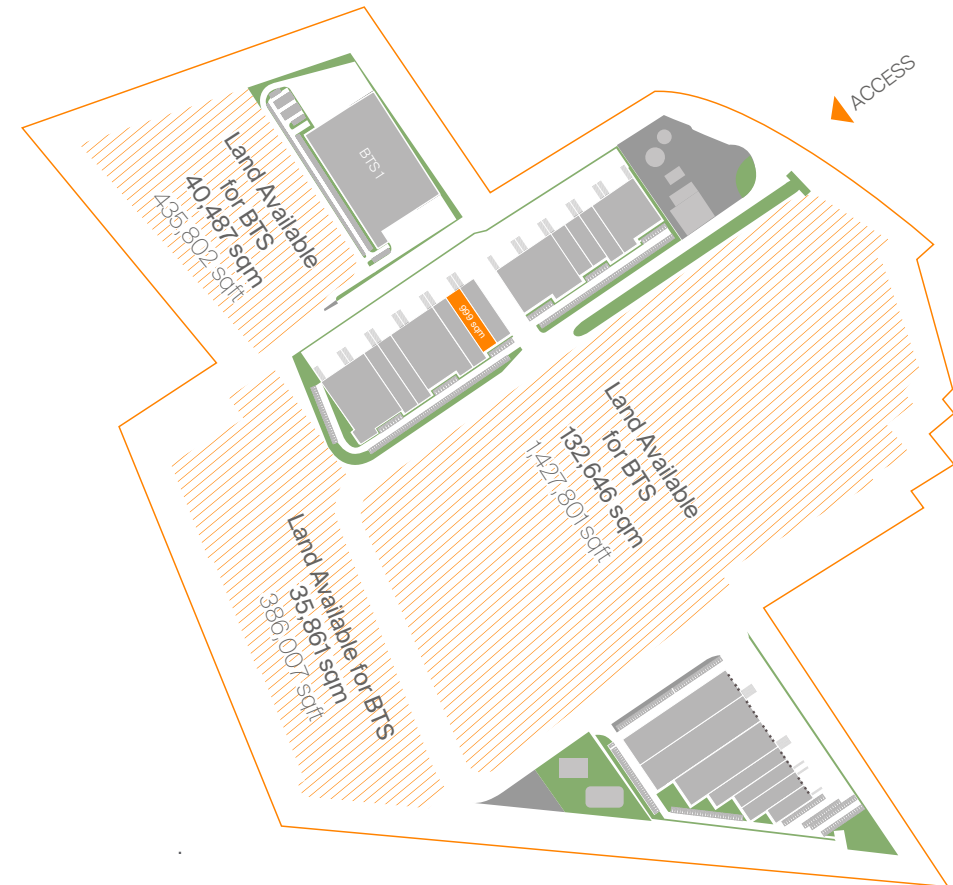 ACCESS
BTS1
Land Available
for BTS
40,487 sqm
435,802 sqft
999 sqm
Land Available
for BTS
132,646 sqm
1,427,801 sqft
Land Available for BTS
35,861 sqm
386,007 sqft